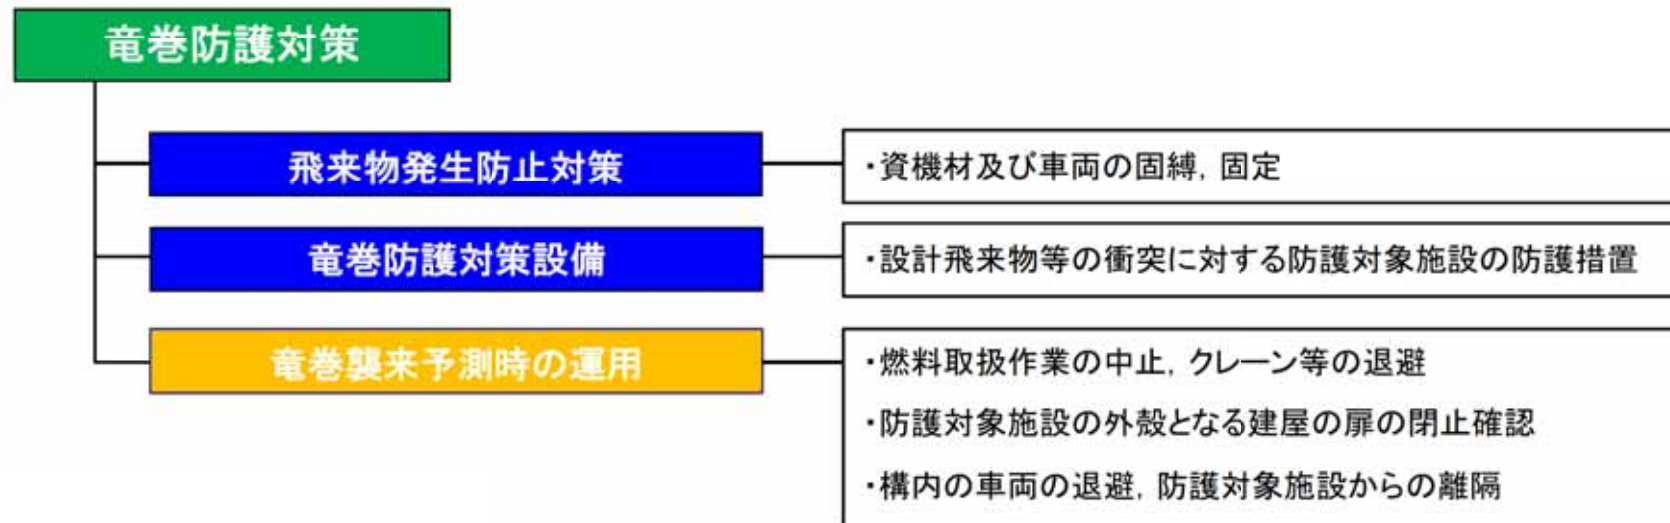 竜巻防護対策
飛来物発生防止対策
・資機材及び車両の固縛，固定
竜巻防護対策設備
・設計飛来物等の衝突に対する防護対象施設の防護措置
竜巻襲来予測時の運用
・燃料取扱作業の中止，クレーン等の退避
・防護対象施設の外殻となる建屋の扉の閉止確認
・構内の車両の退避，防護対象施設からの離隔